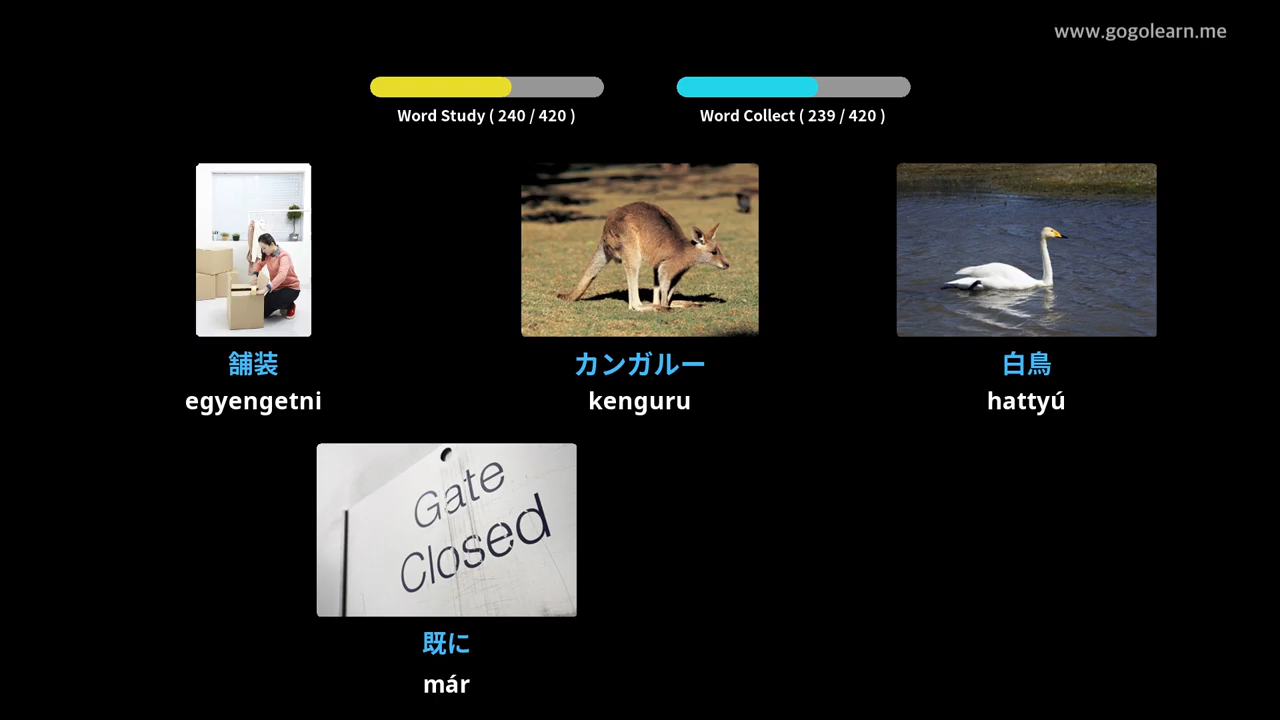 www.gogolearn.me
Word Study ( 240 / 420 )
Word Collect ( 239 / 420 )
舗装
egyengetni
カンガルー
kenguru
白鳥
hattyú
Gate
Closed
既に
már